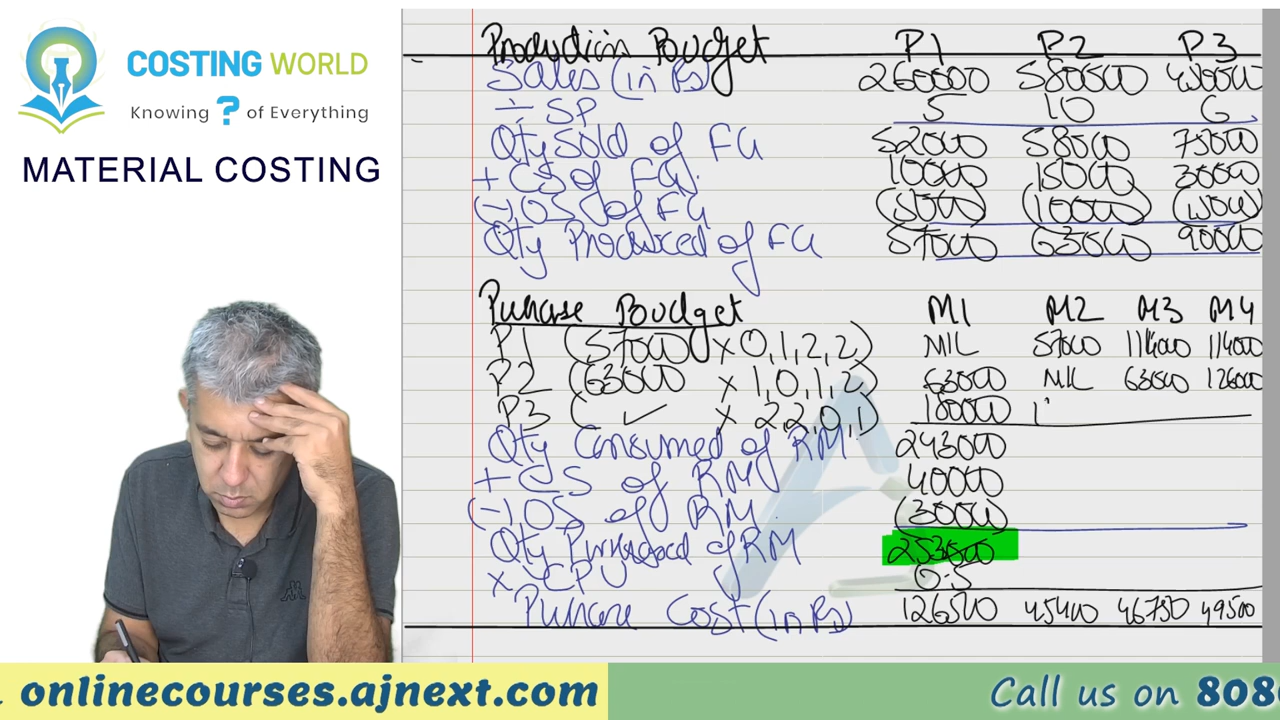 COSTING WORLD
Knowing ? of Everything
MATERIAL COSTING
Production Budget P1 P2 P3
Sales (in Rs) 260000 580000 450000
÷ SP 5 10 6
Qty Sold of FG 52000 58000 75000
+ CS of FG 10000 15000 30000
(-) OS of FG (5000) (10000) (15000)
Qty Produced of FG 57000 63000 90000
Purchase Budget M1 M2 M3 M4
P1 (57000 x 0,1,2,2) NIL 57000 114000 114000
P2 (63000 x 1,0,1,2) 63000 NIL 63000 126000
P3 ( ✓ x 2,2,0,1) 180000 1"
Qty Consumed of RM 243000
+ CS of RM 40000
(-) OS of RM (30000)
Qty Purchased of RM 253000
x CP 0.5
Purchase Cost (in Rs) 126500 45400 46750 49500
onlinecourses.ajnext.com
Call us on 808